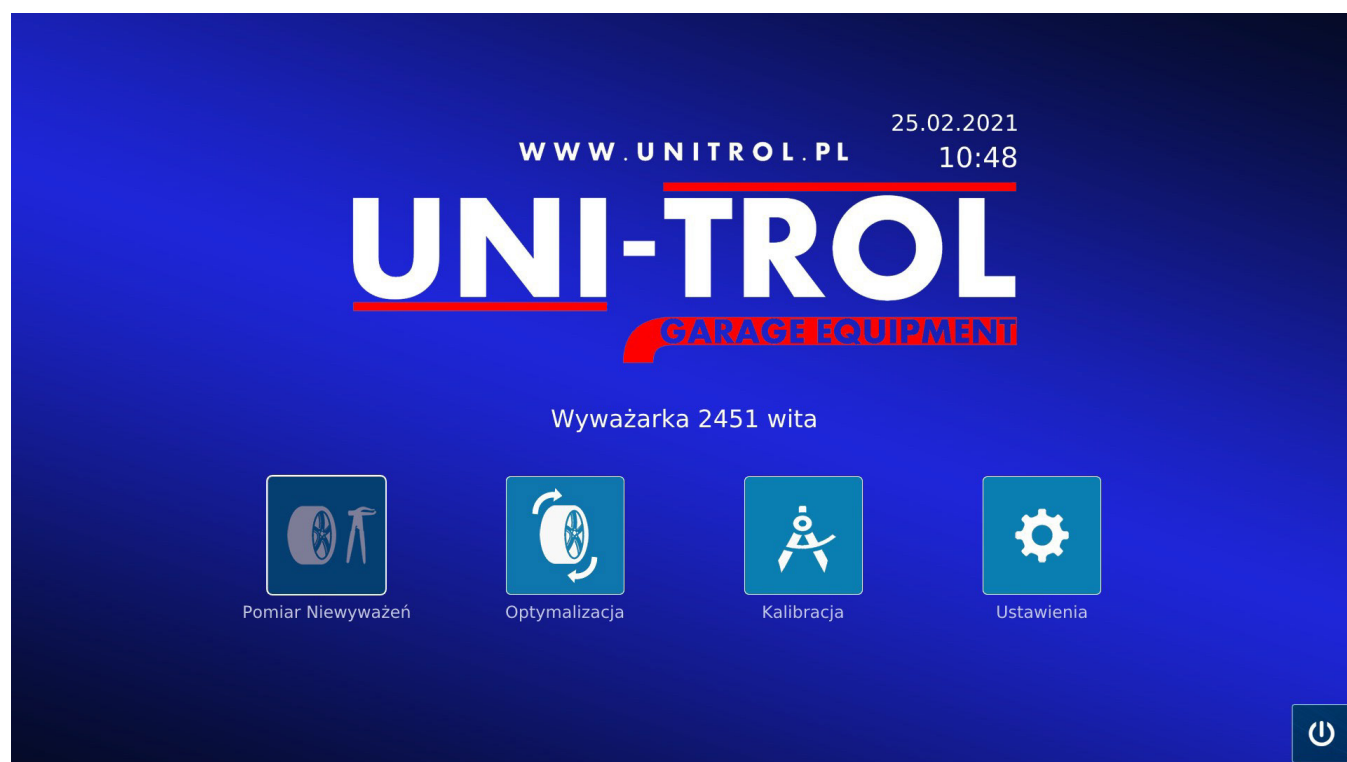 25.02.2021
WWW.UNITROL.PL
10:48
UNI-TROL
GARAGE EQUIPMENT
Wyważarka 2451 wita
Pomiar Niewyważeń
Optymalizacja
Kalibracja
Ustawienia